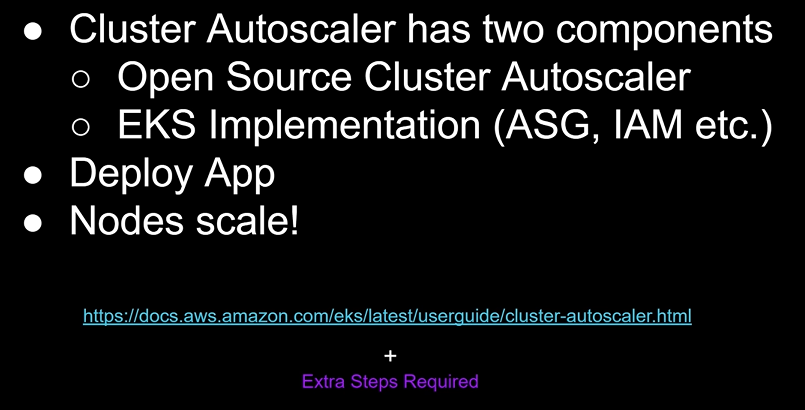 ● Cluster Autoscaler has two components
○ Open Source Cluster Autoscaler
○ EKS Implementation (ASG, IAM etc.)
● Deploy App
● Nodes scale!
https://docs.aws.amazon.com/eks/latest/userguide/cluster-autoscaler.html
+
Extra Steps Required